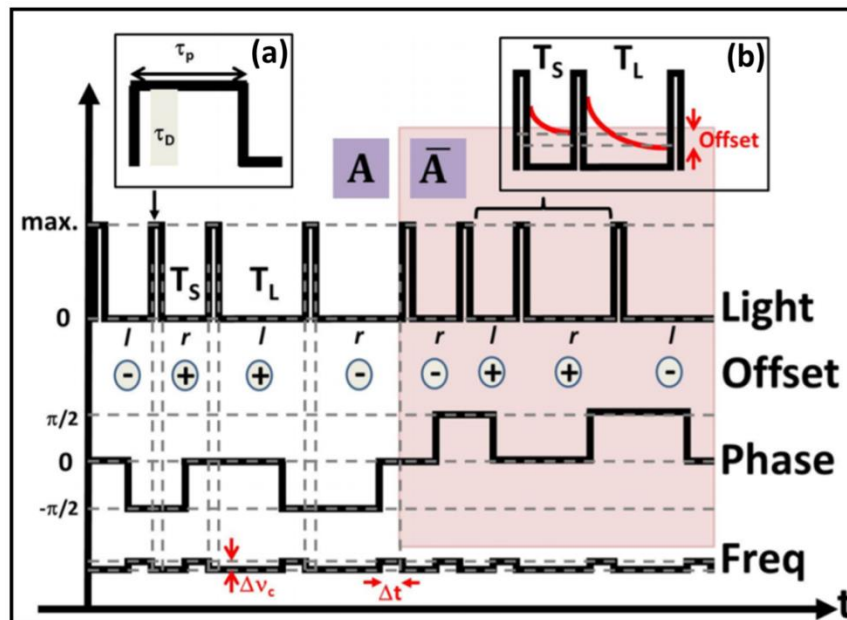 τp
(a)
τD
TS
TL
(b)
Offset
A
A̅
max.
TS
TL
0
Light
l
r
l
r
r
l
r
l
-
+
+
-
-
+
+
-
Offset
π/2
0
Phase
-π/2
Freq
Δνc
Δt
t